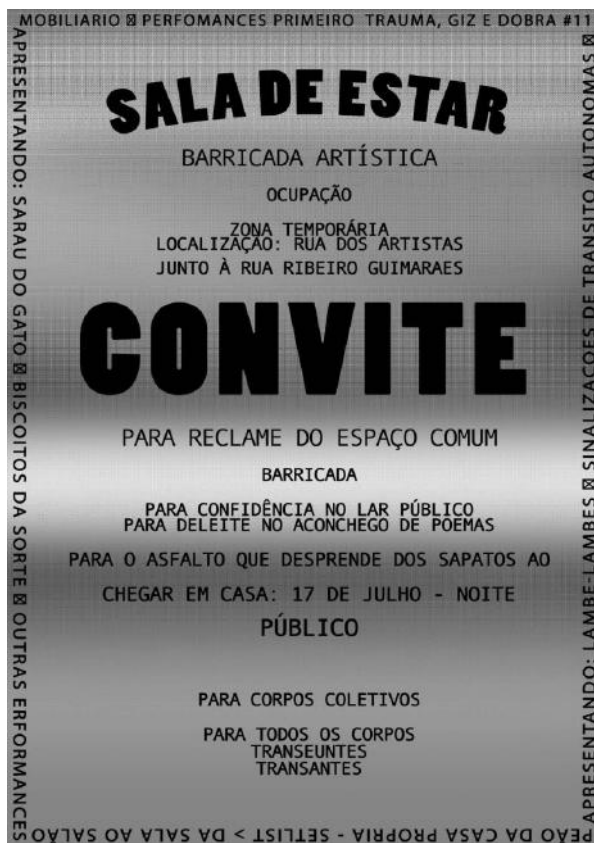 MOBILIARIO ☒ PERFOMANCES PRIMEIRO TRAUMA, GIZ E DOBRA #11
SALA DE ESTAR
BARRICADA ARTÍSTICA
OCUPAÇÃO
ZONA TEMPORÁRIA
LOCALIZAÇÃO: RUA DOS ARTISTAS
JUNTO À RUA RIBEIRO GUIMARAES
CONVITE
PARA RECLAME DO ESPAÇO COMUM
BARRICADA
PARA CONFIDÊNCIA NO LAR PÚBLICO
PARA DELEITE NO ACONCHEGO DE POEMAS
PARA O ASFALTO QUE DESPRENDE DOS SAPATOS AO
CHEGAR EM CASA: 17 DE JULHO - NOITE
PÚBLICO
PARA CORPOS COLETIVOS
PARA TODOS OS CORPOS
TRANSEUNTES
TRANSANTES
APRESENTANDO: SARAU DO GATO ☒ BISCOITOS DA SORTE ☒ OUTRAS ERFORMANCES
APRESENTANDO: LAMBE-LAMBES ☒ SINALIZACOES DE TRANSITO AUTONOMAS ☒
PEÃO DA CASA PROPRIA - SETLIST > DA SALA AO SALÃO